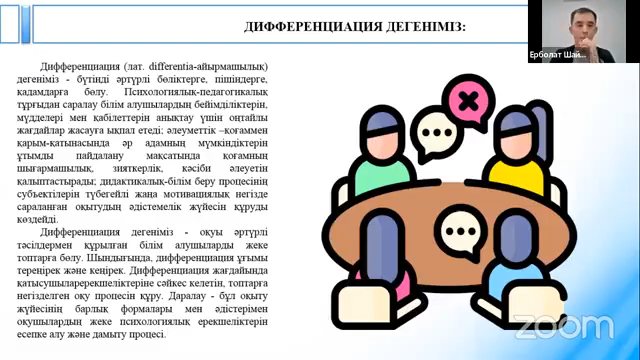 ДИФФЕРЕНЦИАЦИЯ ДЕГЕНІМІЗ:
Ерболат Шай...
Дифференциация (лат. differentia-айырмашылық)
дегеніміз - бүтінді әртүрлі бөліктерге, пішіндерге,
қадамдарға бөлу. Психологиялық-педагогикалық
тұрғыдан саралау білім алушылардың бейімділіктерін,
мүдделері мен қабілеттерін анықтау үшін оңтайлы
жағдайлар жасауға ықпал етеді; әлеуметтік –қоғаммен
қарым-қатынасында әр адамның мүмкіндіктерін
ұтымды пайдалану мақсатында қоғамның
шығармашылық, зияткерлік, кәсіби әлеуетін
қалыптастырады; дидактикалық-білім беру процесінің
субъектілерін түбегейлі жаңа мотивациялық негізде
сараланған оқытудың әдістемелік жүйесін құруды
көздейді.
Дифференциация дегеніміз - оқуы әртүрлі
тәсілдермен құрылған білім алушыларды жеке
топтарға бөлу. Шындығында, дифференциация ұғымы
тереңірек және кеңірек. Дифференциация жағдайында
қатысушыларерекшеліктеріне сәйкес келетін, топтарға
негізделген оқу процесін құру. Даралау - бұл оқыту
жүйесінің барлық формалары мен әдістерімен
оқушылардың жеке психологиялық ерекшеліктерін
есепке алу және дамыту процесі.
zoom